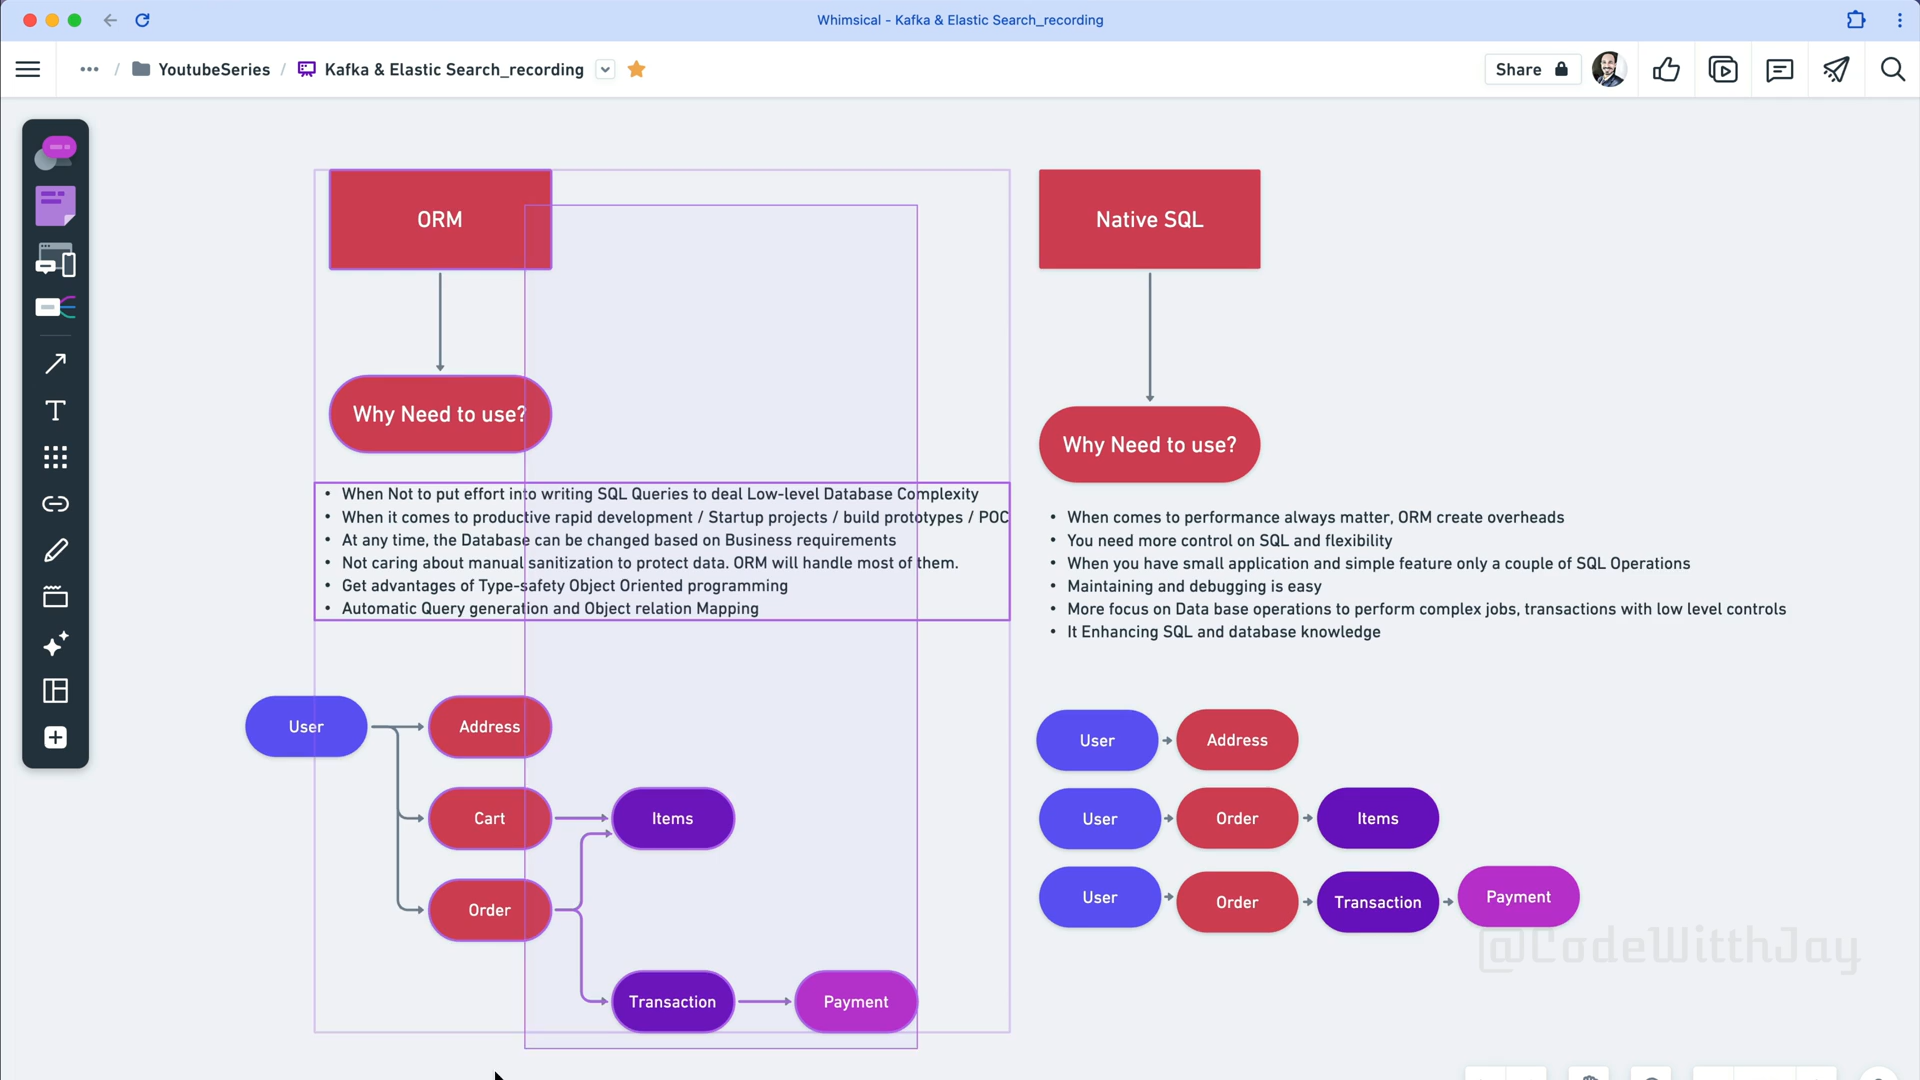 Whimsical - Kafka & Elastic Search_recording
••• / YoutubeSeries / Kafka & Elastic Search_recording
Share
ORM
Why Need to use?
• When Not to put effort into writing SQL Queries to deal Low-level Database Complexity
• When it comes to productive rapid development / Startup projects / build prototypes / POC
• At any time, the Database can be changed based on Business requirements
• Not caring about manual sanitization to protect data. ORM will handle most of them.
• Get advantages of Type-safety Object Oriented programming
• Automatic Query generation and Object relation Mapping
User
Address
Cart
Items
Order
Transaction
Payment
Native SQL
Why Need to use?
• When comes to performance always matter, ORM create overheads
• You need more control on SQL and flexibility
• When you have small application and simple feature only a couple of SQL Operations
• Maintaining and debugging is easy
• More focus on Data base operations to perform complex jobs, transactions with low level controls
• It Enhancing SQL and database knowledge
User
Address
User
Order
Items
User
Order
Transaction
Payment
@CodeWitthJay
T